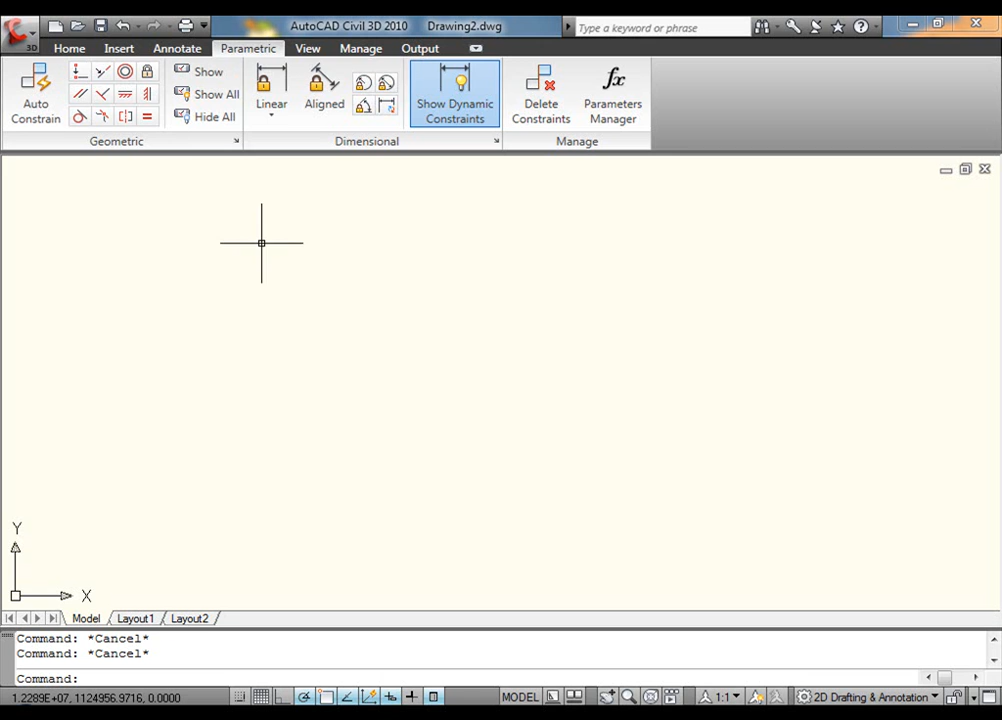 AutoCAD Civil 3D 2010 Drawing2.dwg Type a keyword or phrase
3D Home Insert Annotate Parametric View Manage Output
Auto Constrain
Show
Show All
Hide All
Linear
Aligned
Show Dynamic Constraints
Delete Constraints
fx
Parameters Manager
Geometric Dimensional Manage
Y
X
Model Layout1 Layout2
Command: *Cancel*
Command: *Cancel*
Command:
1.2289E+07, 1124956.9716, 0.0000 MODEL 1:1 2D Drafting & Annotation